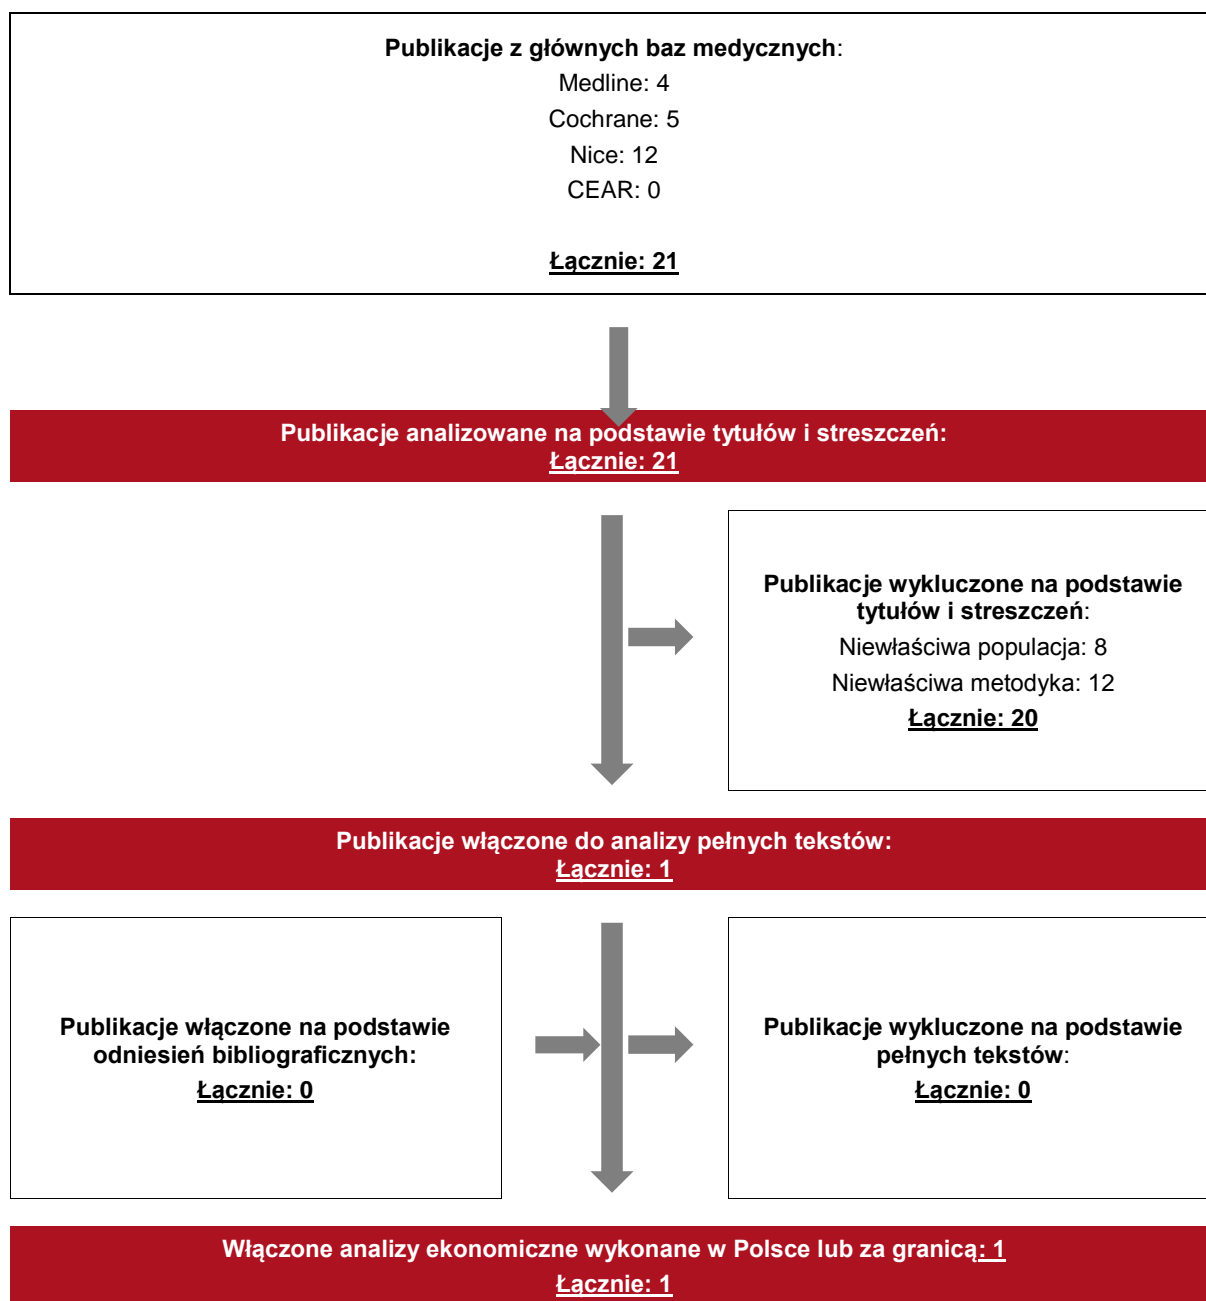 Publikacje z głównych baz medycznych:
Medline: 4
Cochrane: 5
Nice: 12
CEAR: 0
Łącznie: 21
Publikacje analizowane na podstawie tytułów i streszczeń:
Łącznie: 21
Publikacje wykluczone na podstawie
tytułów i streszczeń:
Niewłaściwa populacja: 8
Niewłaściwa metodyka: 12
Łącznie: 20
Publikacje włączone do analizy pełnych tekstów:
Łącznie: 1
Publikacje włączone na podstawie
odniesień bibliograficznych:
Łącznie: 0
Publikacje wykluczone na podstawie
pełnych tekstów:
Łącznie: 0
Włączone analizy ekonomiczne wykonane w Polsce lub za granicą: 1
Łącznie: 1